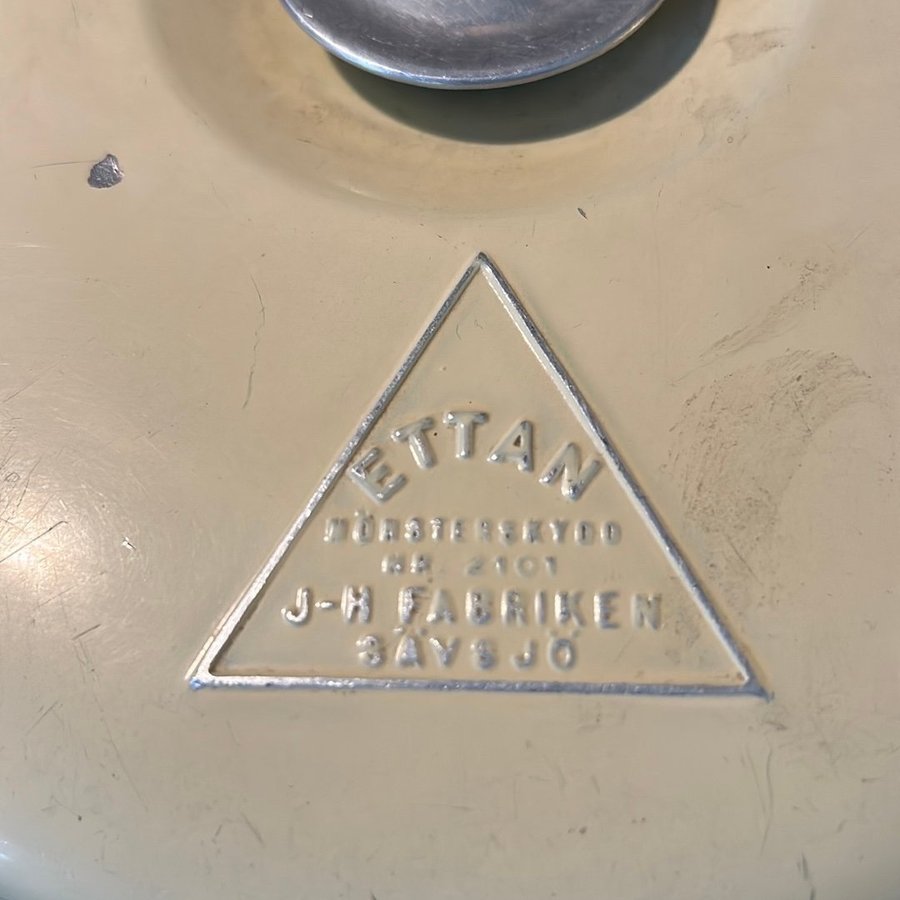 ETTAN
MÖNSTERSKYDD
NR. 2101
J-H FABRIKEN
SÄVSJÖ